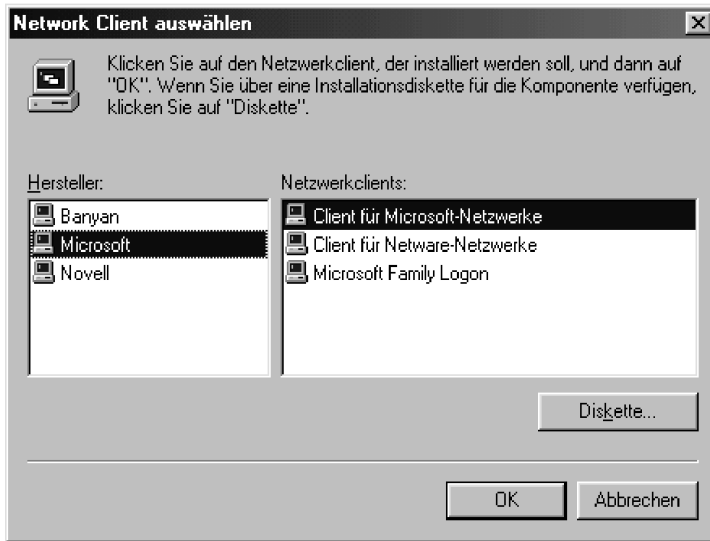 Network Client auswählen
Klicken Sie auf den Netzwerkclient, der installiert werden soll, und dann auf
"OK". Wenn Sie über eine Installationsdiskette für die Komponente verfügen,
klicken Sie auf "Diskette".
Hersteller:
Banyan
Microsoft
Novell
Netzwerkclients:
Client für Microsoft-Netzwerke
Client für Netware-Netzwerke
Microsoft Family Logon
Diskette...
OK
Abbrechen